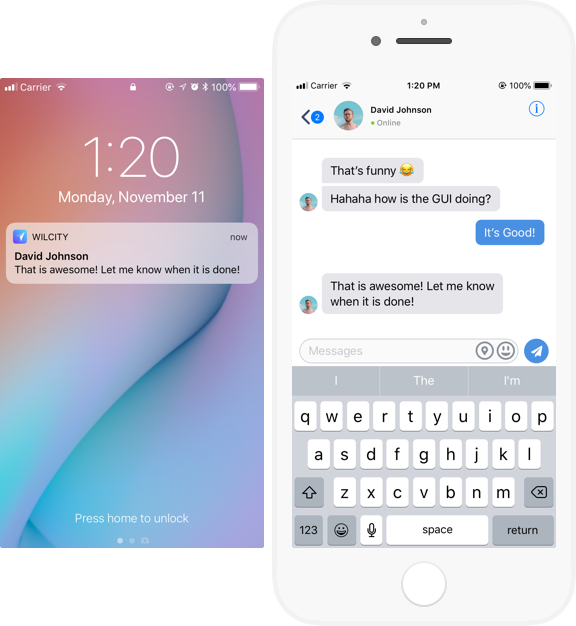 Carrier 100%
1:20
Monday, November 11
WILCITY now
David Johnson
That is awesome! Let me know when it is done!
Press home to unlock
Carrier 1:20 PM 100%
2 David Johnson
Online
That's funny 😂
Hahaha how is the GUI doing?
It's Good!
That is awesome! Let me know
when it is done!
Messages
I The I'm
q w e r t y u i o p
a s d f g h j k l
z x c v b n m
123 space return